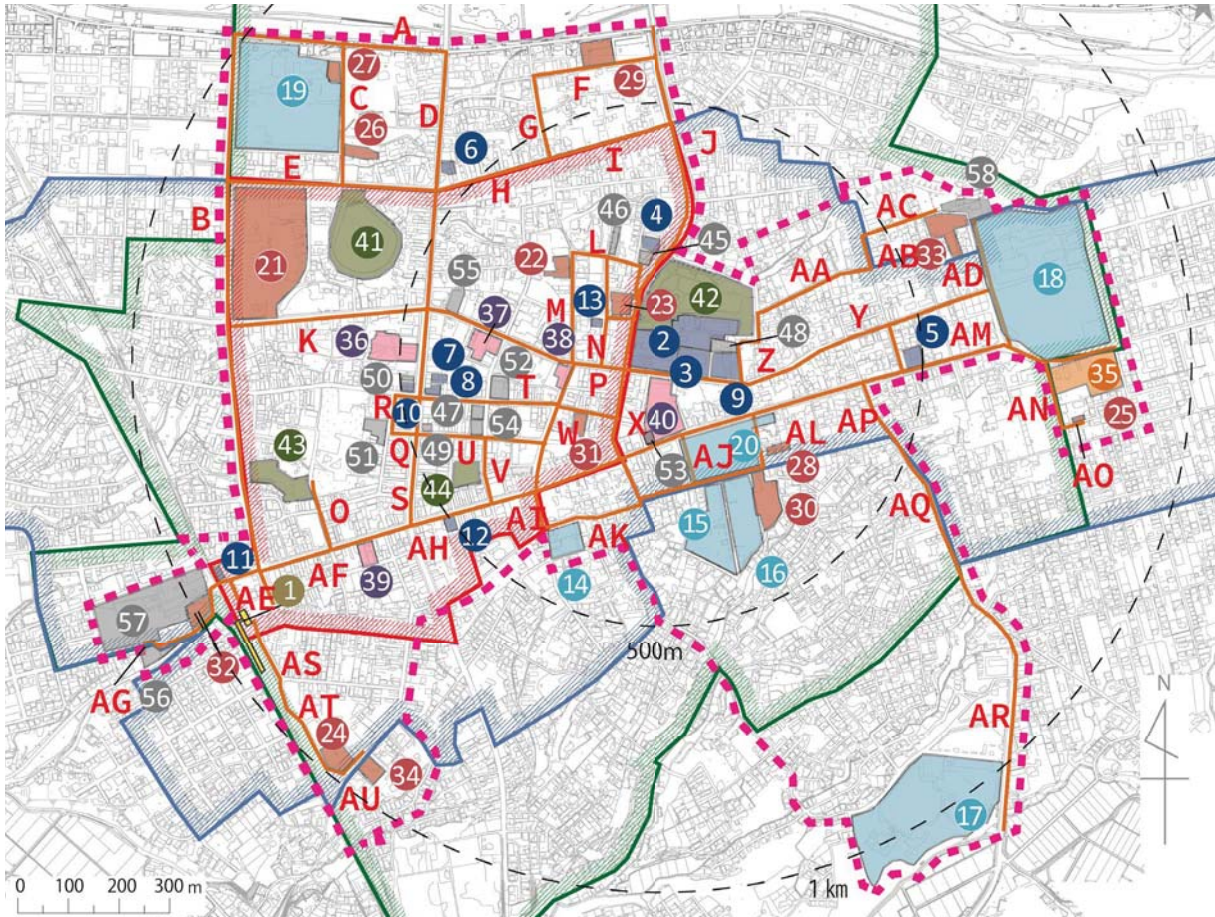 A
27
19
C
29
F
D
26
G
6
I
J
58
E
H
46
4
AC
B
45
L
33
21
41
22
AB
AD
55
AA
18
13
23
42
37
M
Y
2
48
K
36
38
5
AM
7
N
3
Z
50
52
P
8
T
9
35
R
10
47
40
AP
AN
54
W
X
25
20
43
Q
49
U
31
AL
51
53
AJ
28
V
AO
44
S
30
AQ
O
AI
15
12
AK
AH
11
16
1
AF
39
14
AE
57
500m
32
AS
AG
56
AR
AT
N
24
34
AU
17
0 100 200 300 m
1 km